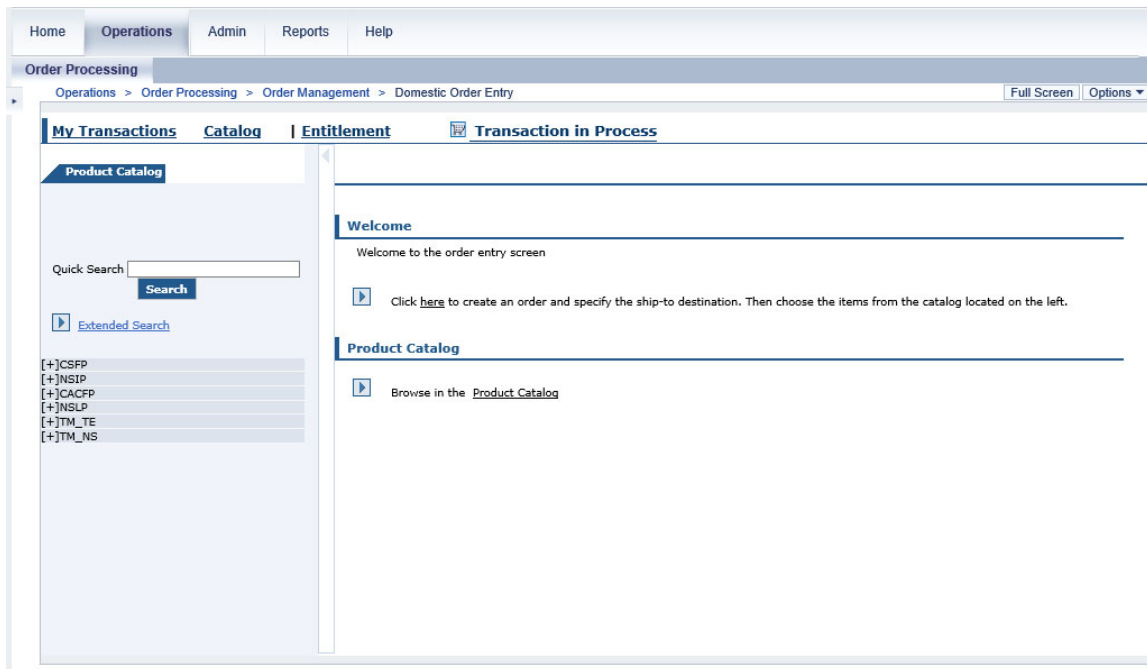 Home Operations Admin Reports Help
Order Processing
Operations > Order Processing > Order Management > Domestic Order Entry Full Screen Options
My Transactions Catalog | Entitlement Transaction in Process
Product Catalog
Quick Search
Search
Extended Search
[+]CSFP
[+]NSIP
[+]CACFP
[+]NSLP
[+]TM_TE
[+]TM_NS
Welcome
Welcome to the order entry screen
Click here to create an order and specify the ship-to destination. Then choose the items from the catalog located on the left.
Product Catalog
Browse in the Product Catalog